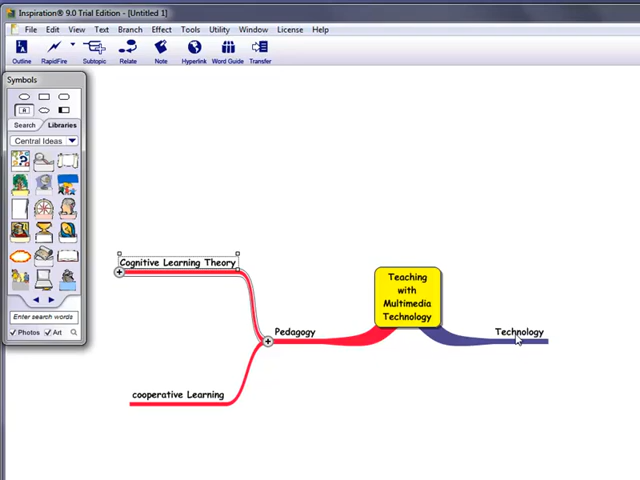 Inspiration® 9.0 Trial Edition - [Untitled 1]
File Edit View Text Branch Effect Tools Utility Window License Help
Outline RapidFire Subtopic Relate Note Hyperlink Word Guide Transfer
Symbols
Search Libraries
Central Ideas
Enter search words
Photos Art
Cognitive Learning Theory
Teaching
with
Multimedia
Technology
Pedagogy
Technology
cooperative Learning